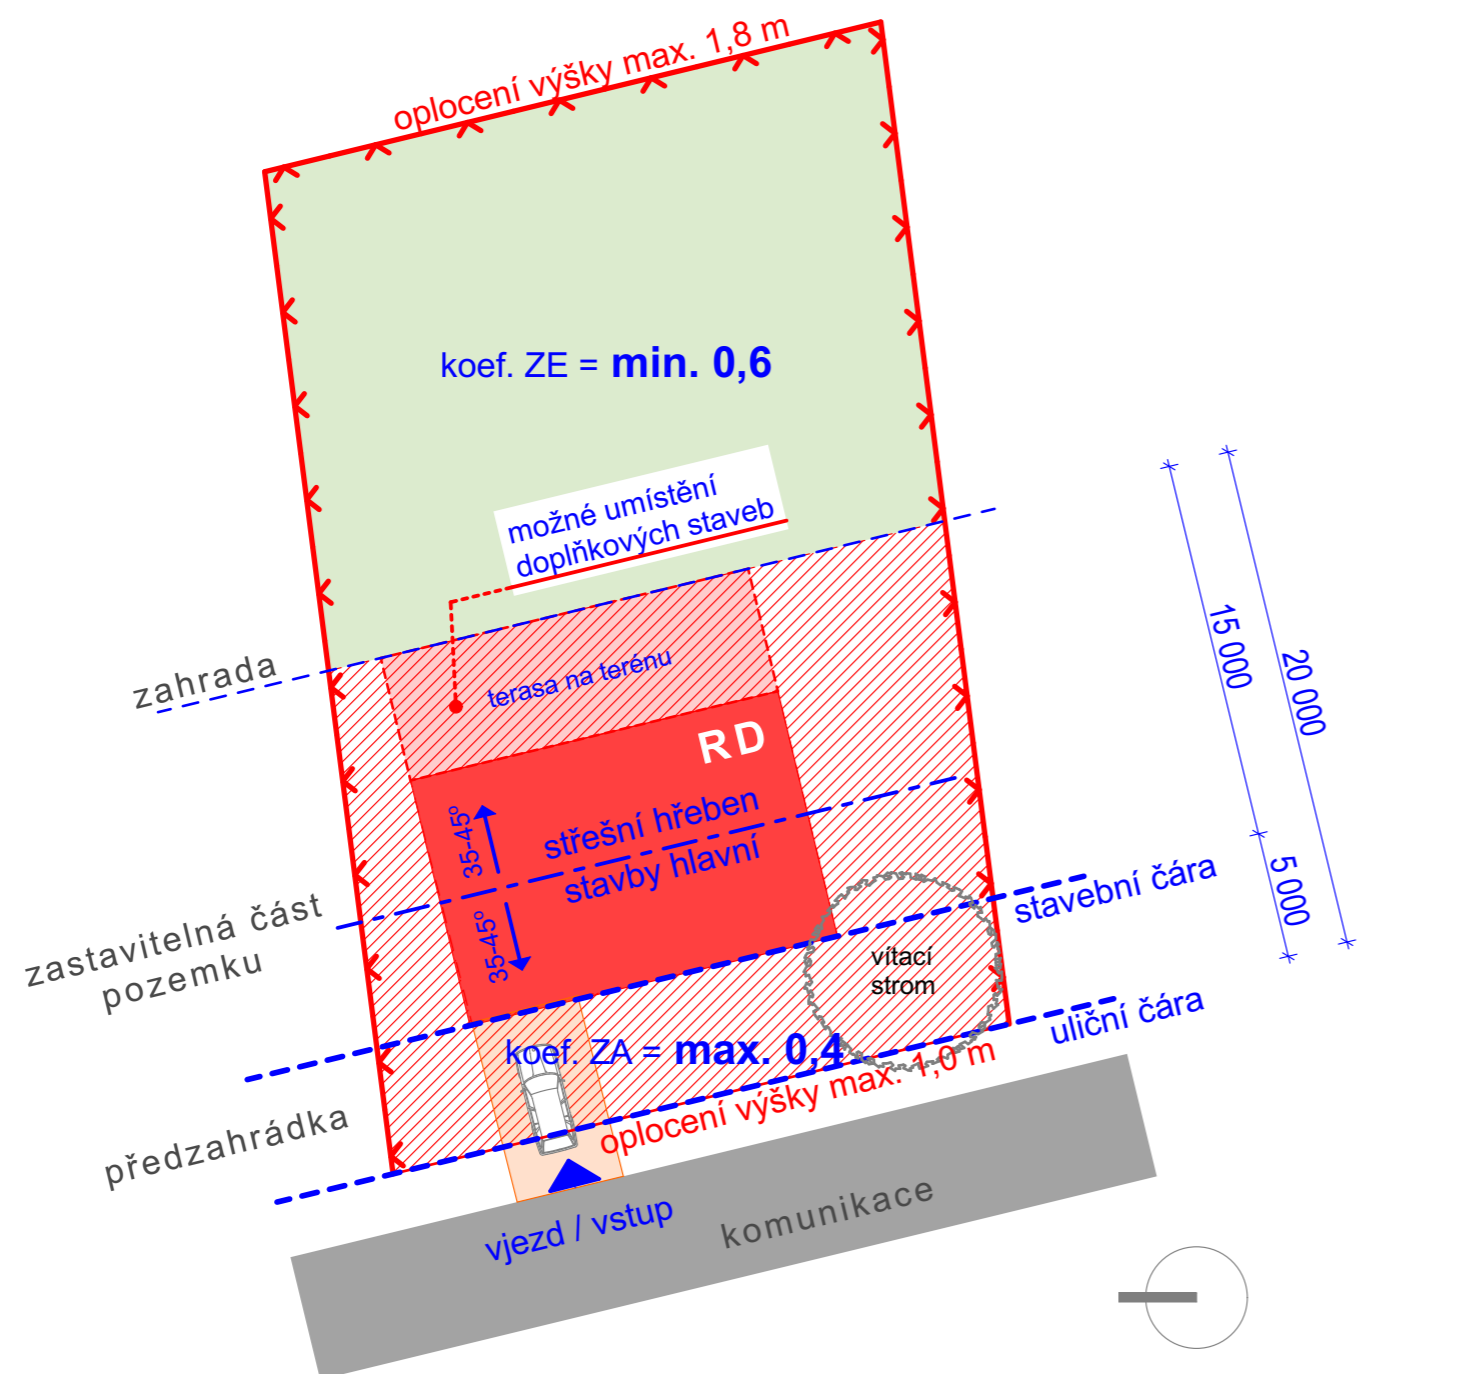 oplocení výšky max. 1,8 m
koef. ZE = min. 0,6
možné umístění
doplňkových staveb
zahrada
terasa na terénu
RD
15 000
20 000
35-45°
střešní hřeben
stavby hlavní
35-45°
5 000
stavební čára
zastavitelná část
pozemku
vítací
strom
uliční čára
koef. ZA = max. 0,4
oplocení výšky max. 1,0 m
předzahrádka
vjezd / vstup
komunikace